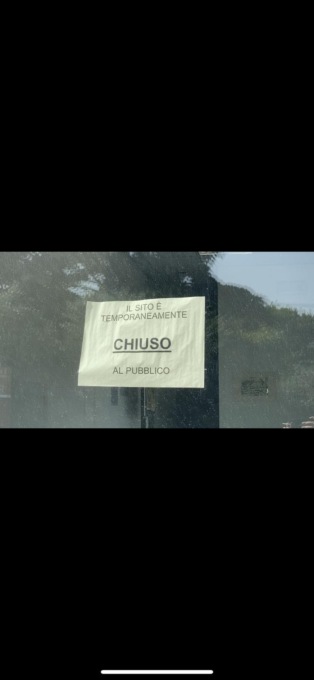 IL SITO È
TEMPORANEAMENTE
CHIUSO
AL PUBBLICO